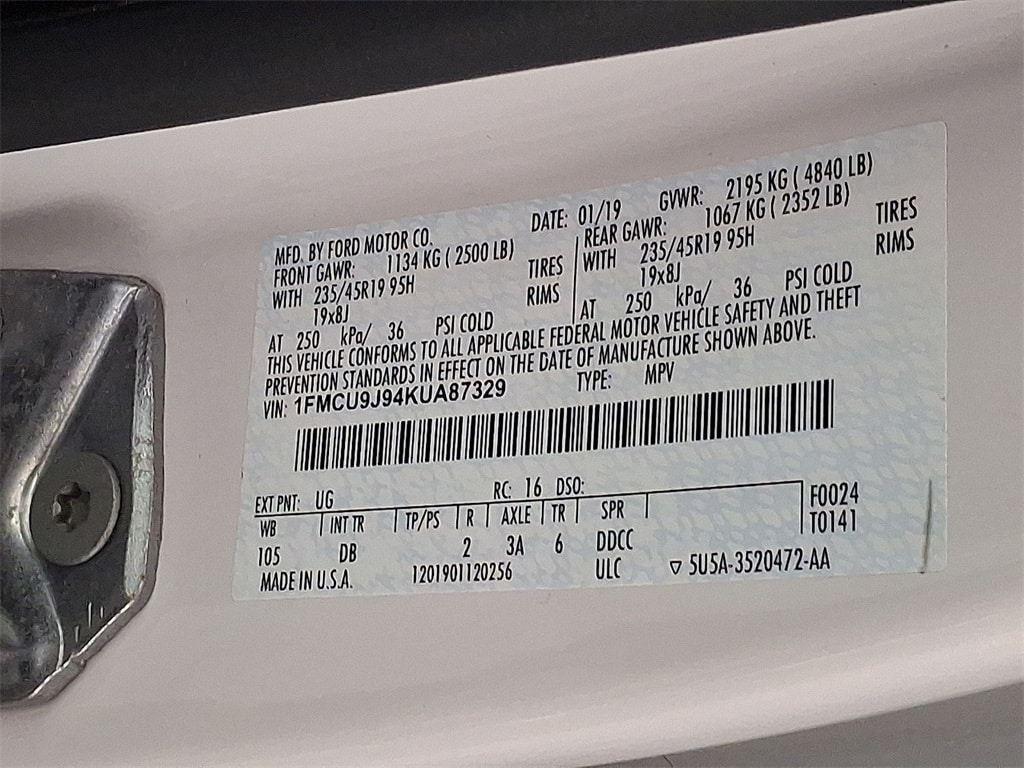 MFD. BY FORD MOTOR CO. DATE: 01/19 GVWR: 2195 KG ( 4840 LB)
FRONT GAWR: 1134 KG ( 2500 LB) REAR GAWR: 1067 KG ( 2352 LB)
WITH 235/45R19 95H TIRES WITH 235/45R19 95H TIRES
19x8J RIMS 19x8J RIMS
AT 250 kPa/ 36 PSI COLD AT 250 kPa/ 36 PSI COLD
THIS VEHICLE CONFORMS TO ALL APPLICABLE FEDERAL MOTOR VEHICLE SAFETY AND THEFT
PREVENTION STANDARDS IN EFFECT ON THE DATE OF MANUFACTURE SHOWN ABOVE.
VIN: 1FMCU9J94KUA87329 TYPE: MPV
EXT PNT: UG RC: 16 DSO: F0024
WB INT TR TP/PS R AXLE TR SPR T0141
105 DB 2 3A 6 DDCC
MADE IN U.S.A. 1201901120256 ULC ▽ 5U5A-3520472-AA